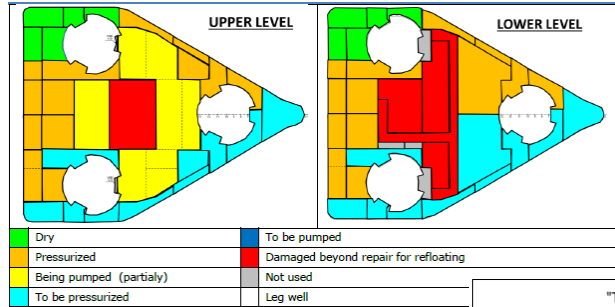 UPPER LEVEL
LOWER LEVEL
Dry
To be pumped
Pressurized
Damaged beyond repair for refloating
Being pumped (partialy)
Not used
To be pressurized
Leg well
"T